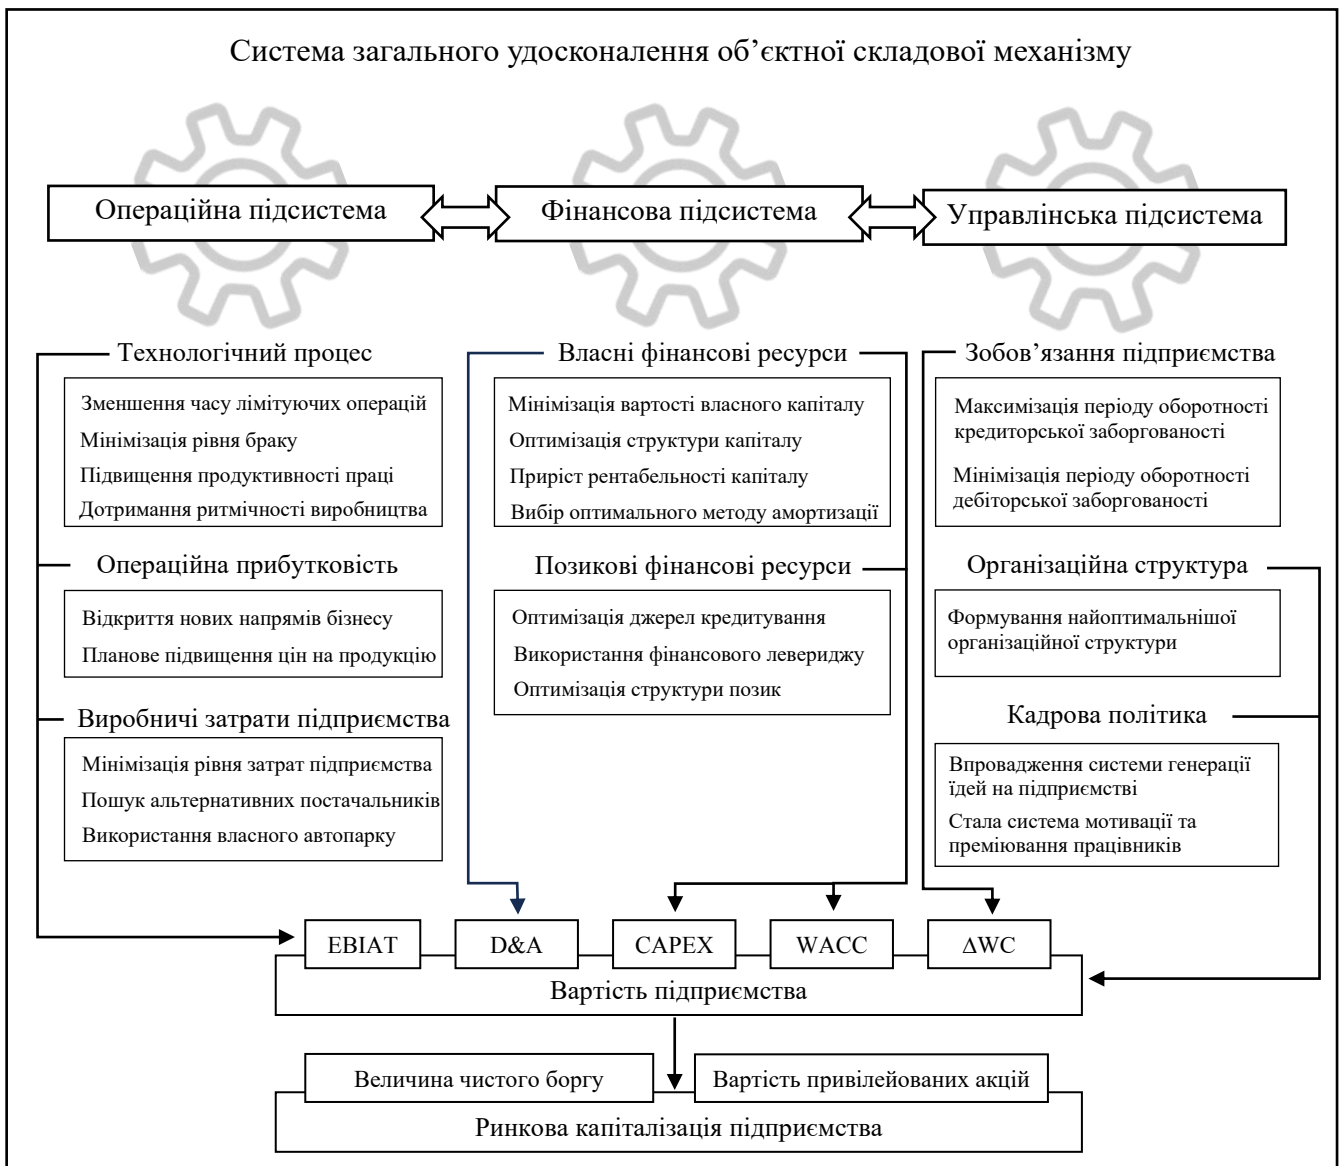 Система загального удосконалення об’єктної складової механізму
Операційна підсистема
Фінансова підсистема
Управлінська підсистема
Технологічний процес
Зменшення часу лімітуючих операцій
Мінімізація рівня браку
Підвищення продуктивності праці
Дотримання ритмічності виробництва
Операційна прибутковість
Відкриття нових напрямів бізнесу
Планове підвищення цін на продукцію
Виробничі затрати підприємства
Мінімізація рівня затрат підприємства
Пошук альтернативних постачальників
Використання власного автопарку
Власні фінансові ресурси
Мінімізація вартості власного капіталу
Оптимізація структури капіталу
Приріст рентабельності капіталу
Вибір оптимального методу амортизації
Позикові фінансові ресурси
Оптимізація джерел кредитування
Використання фінансового левериджу
Оптимізація структури позик
Зобов’язання підприємства
Максимізація періоду оборотності
кредиторської заборгованості
Мінімізація періоду оборотності
дебіторської заборгованості
Організаційна структура
Формування найоптимальнішої
організаційної структури
Кадрова політика
Впровадження системи генерації
їдей на підприємстві
Стала система мотивації та
преміювання працівників
EBIAT
D&A
CAPEX
WACC
ΔWC
Вартість підприємства
Величина чистого боргу
Вартість привілейованих акцій
Ринкова капіталізація підприємства